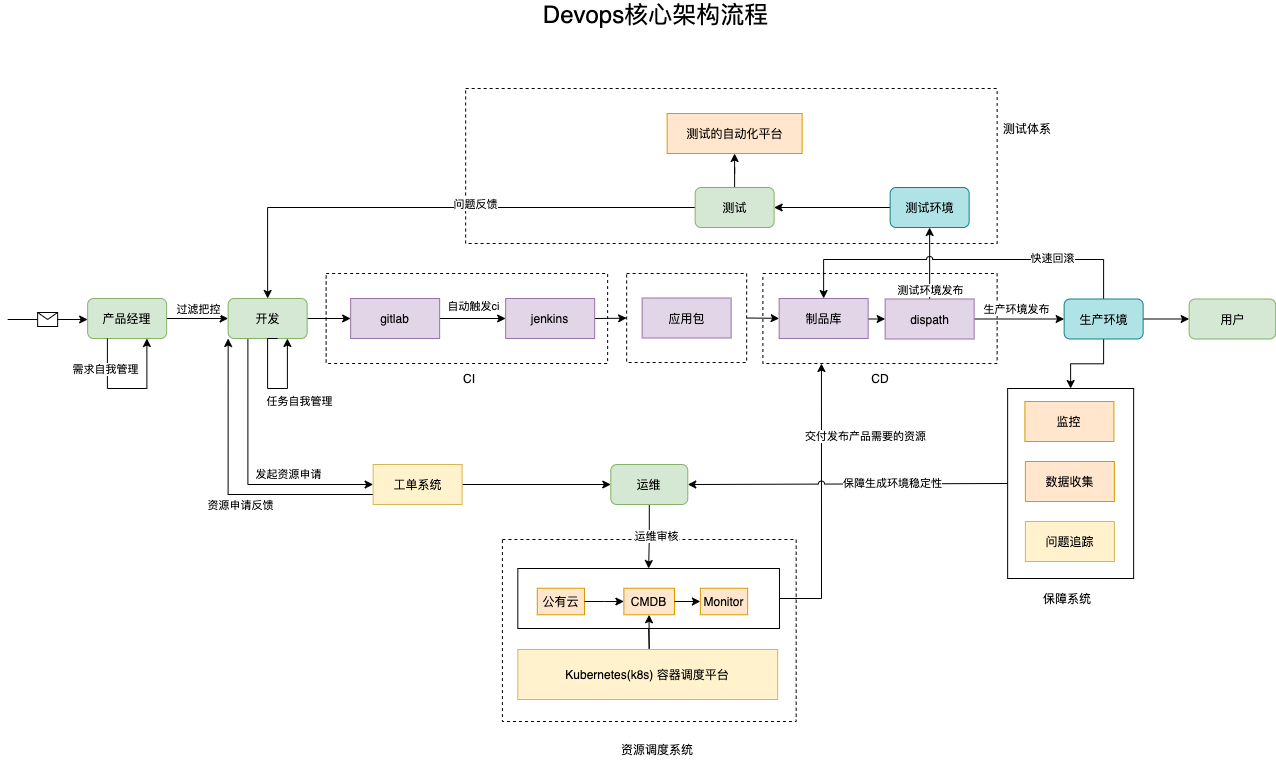 Devops核心架构流程
测试体系
测试的自动化平台
问题反馈
测试
测试环境
快速回滚
测试环境发布
产品经理
过滤把控
开发
gitlab
自动触发ci
jenkins
应用包
制品库
dispath
生产环境发布
生产环境
用户
需求自我管理
CI
CD
任务自我管理
监控
交付发布产品需要的资源
发起资源申请
工单系统
运维
保障生成环境稳定性
数据收集
资源申请反馈
运维审核
问题追踪
公有云
CMDB
Monitor
保障系统
Kubernetes(k8s) 容器调度平台
资源调度系统